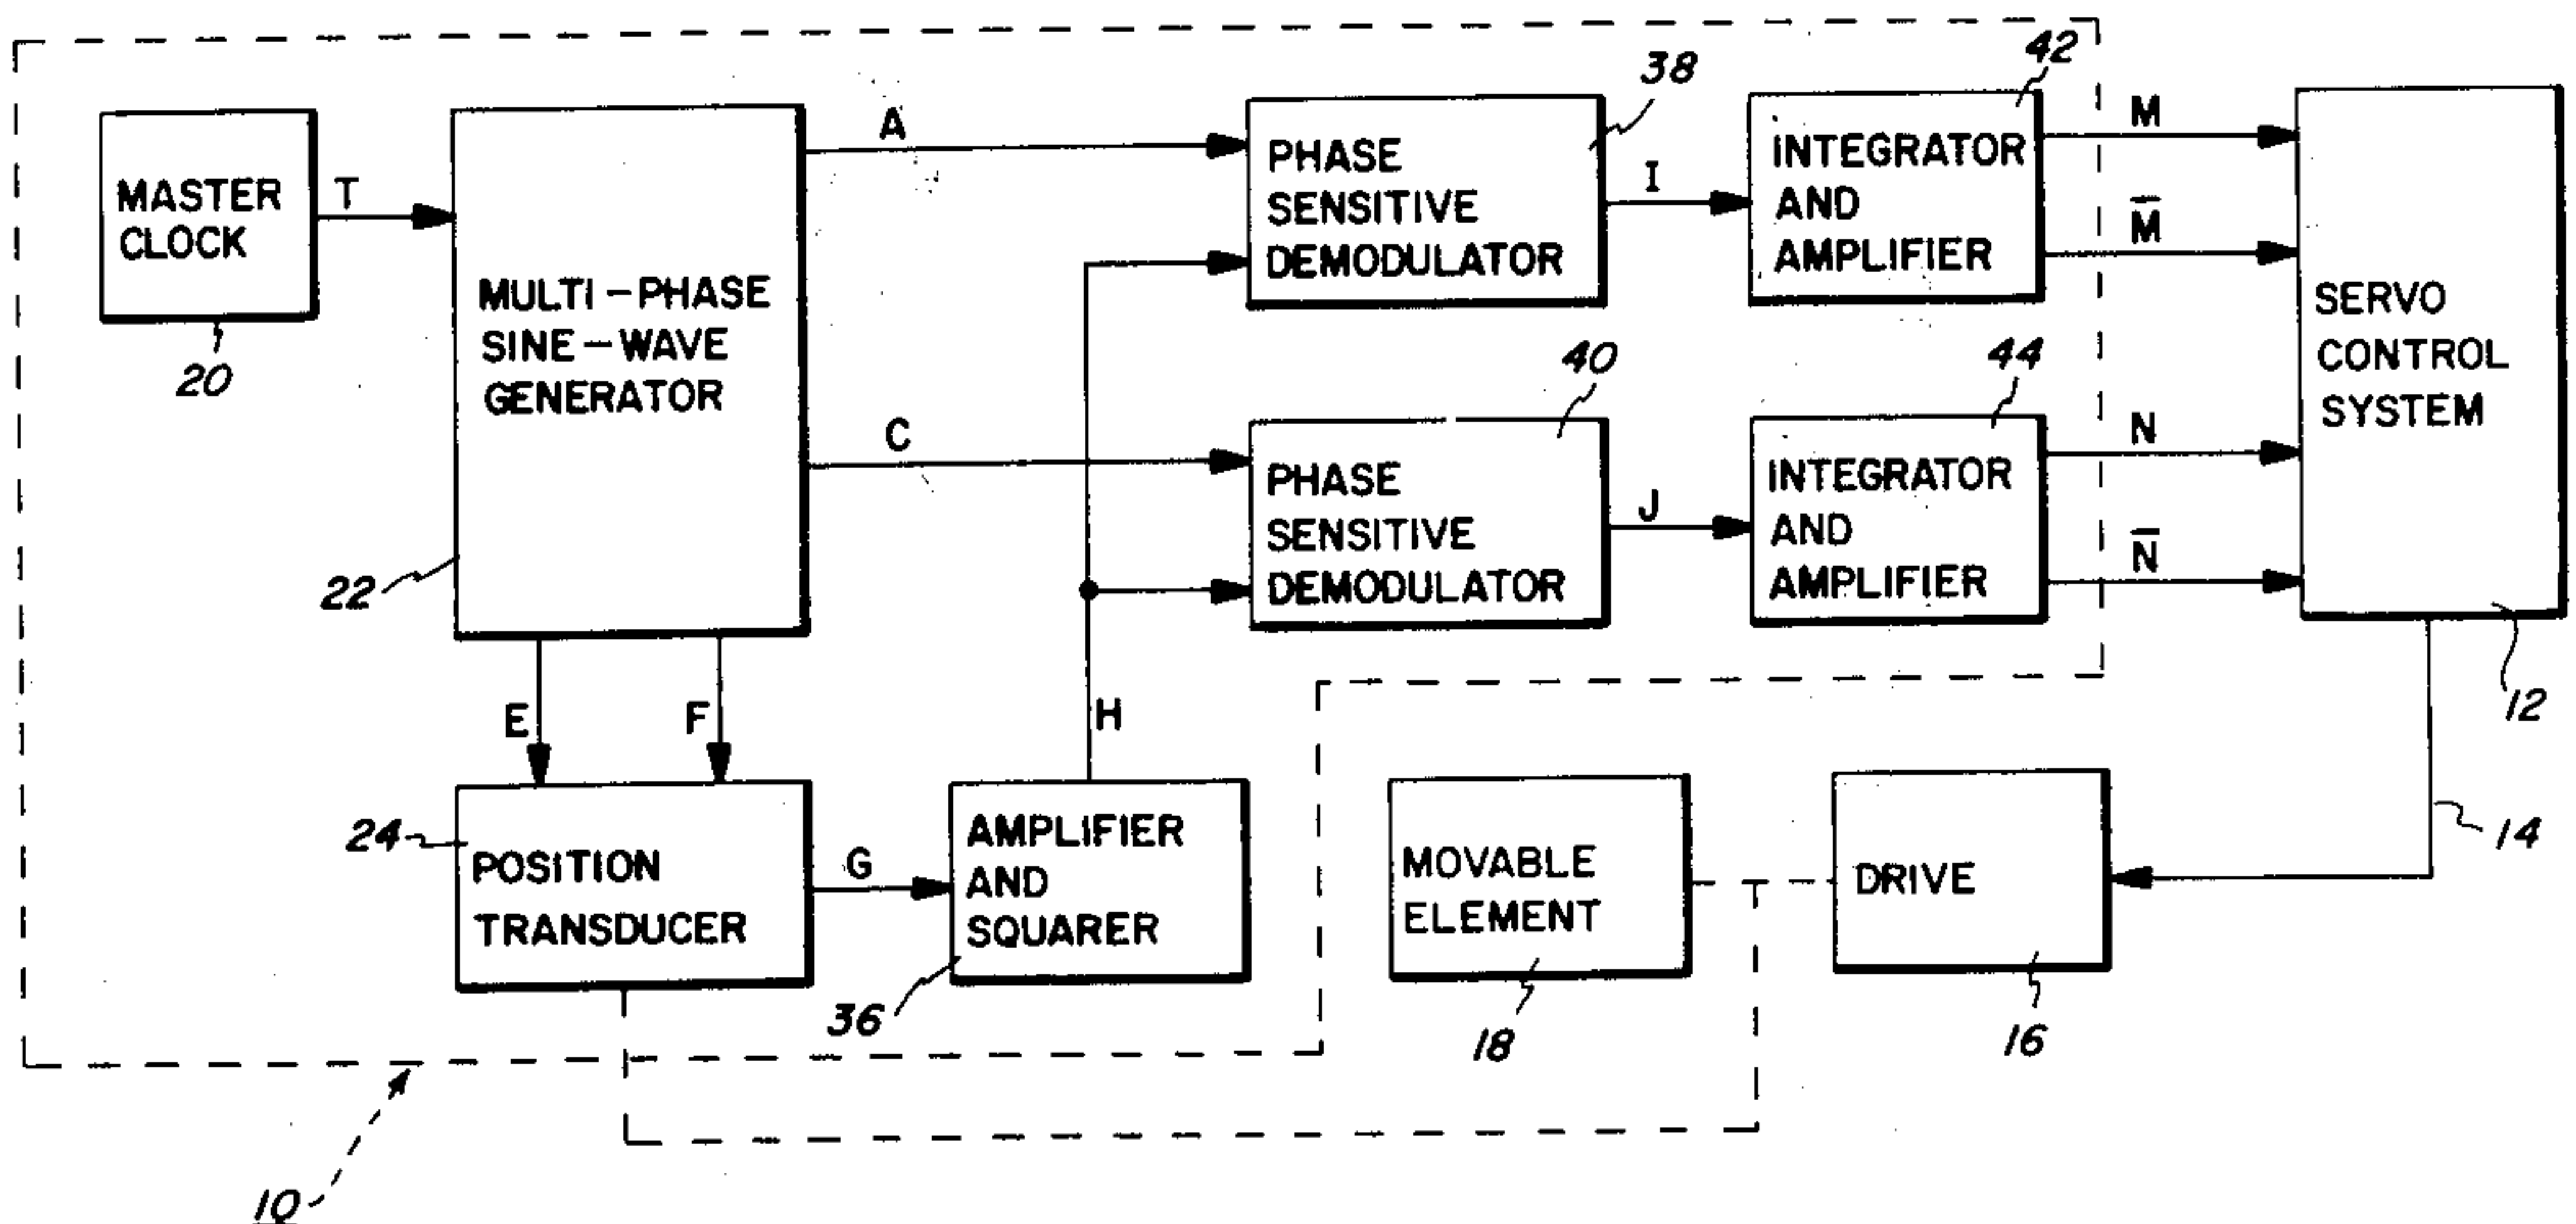 MASTER
CLOCK
20
T
MULTI-PHASE
SINE-WAVE
GENERATOR
22
A
C
E
F
PHASE
SENSITIVE
DEMODULATOR
38
I
INTEGRATOR
AND
AMPLIFIER
42
M
M̅
PHASE
SENSITIVE
DEMODULATOR
40
J
INTEGRATOR
AND
AMPLIFIER
44
N
N̅
SERVO
CONTROL
SYSTEM
12
H
24
POSITION
TRANSDUCER
G
AMPLIFIER
AND
SQUARER
36
MOVABLE
ELEMENT
18
DRIVE
16
14
10